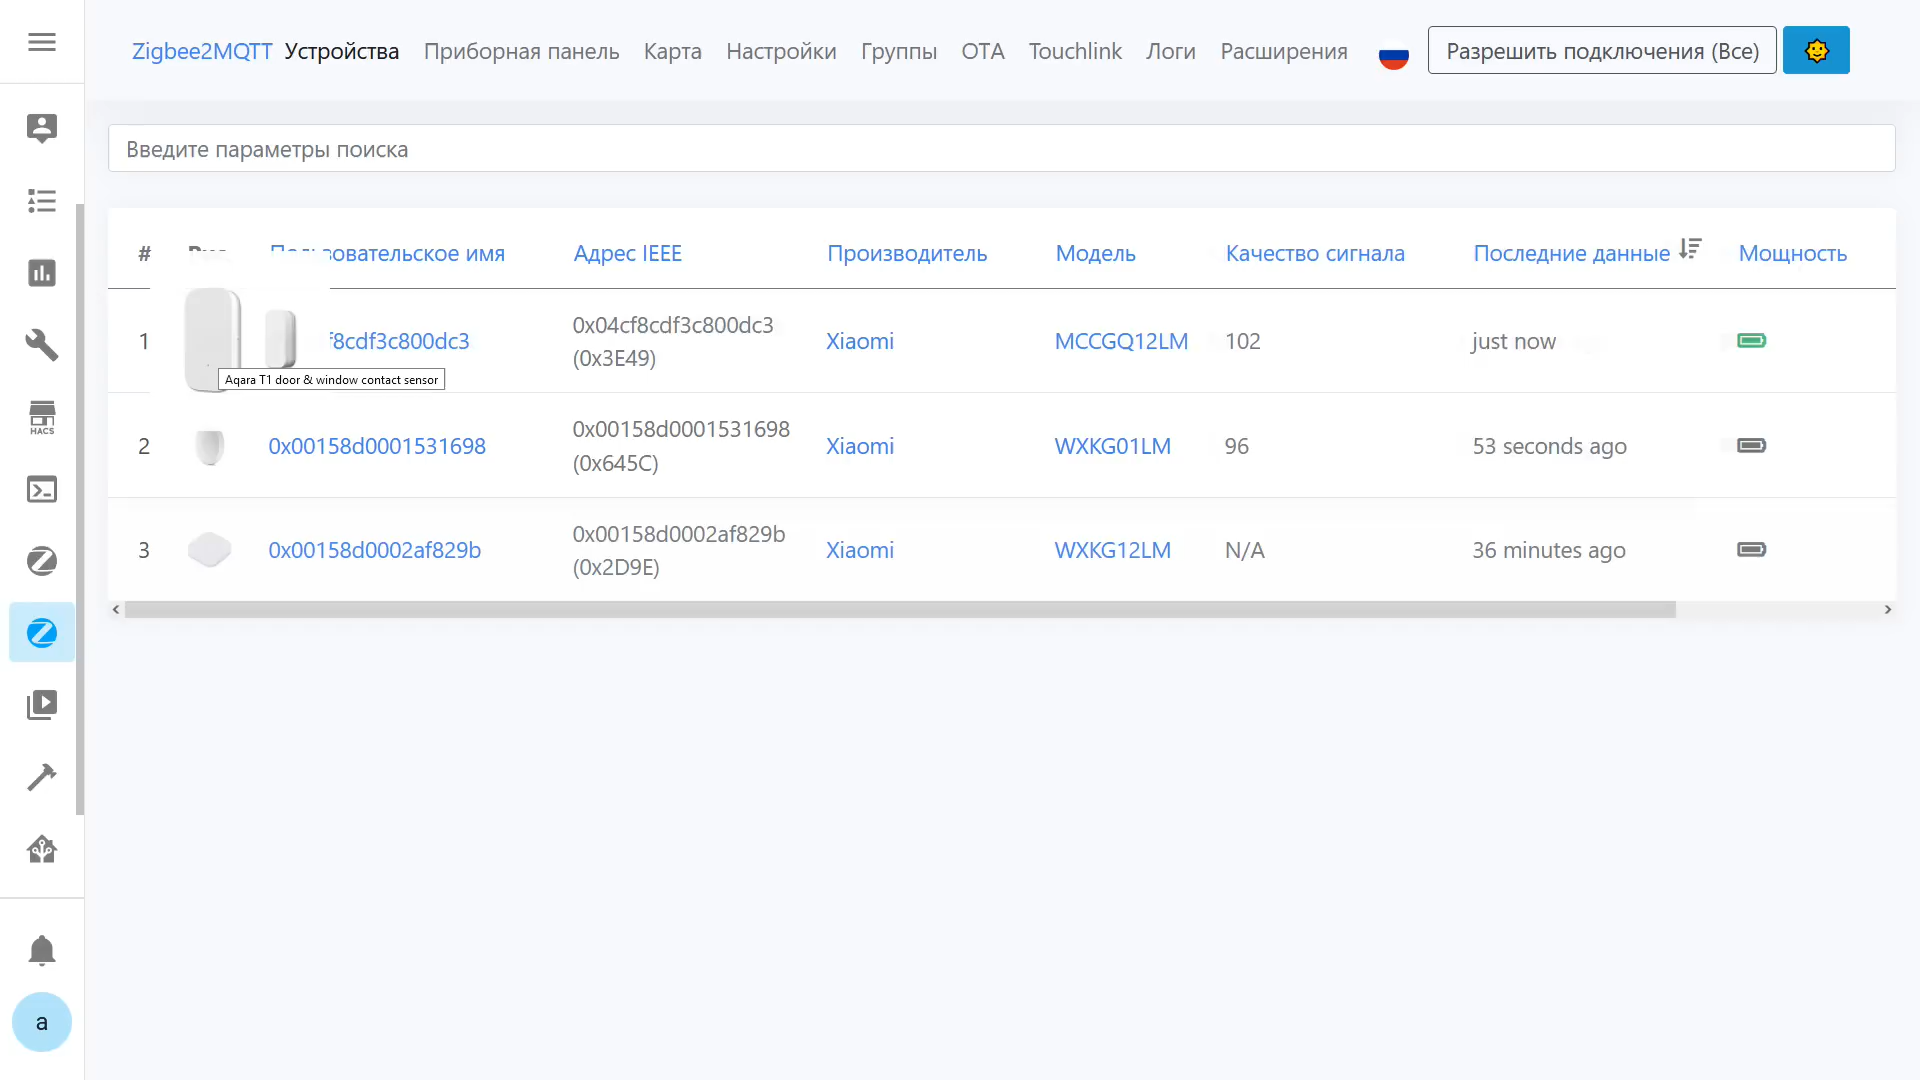 Zigbee2MQTT Устройства Приборная панель Карта Настройки Группы OTA Touchlink Логи Расширения Разрешить подключения (Все)
Введите параметры поиска
# Пользовательское имя Адрес IEEE Производитель Модель Качество сигнала Последние данные Мощность
1 f8cdf3c800dc3 0x04cf8cdf3c800dc3 Xiaomi MCCGQ12LM 102 just now
(0x3E49)
Aqara T1 door & window contact sensor
2 0x00158d0001531698 0x00158d0001531698 Xiaomi WXKG01LM 96 53 seconds ago
(0x645C)
3 0x00158d0002af829b 0x00158d0002af829b Xiaomi WXKG12LM N/A 36 minutes ago
(0x2D9E)
HACS
a